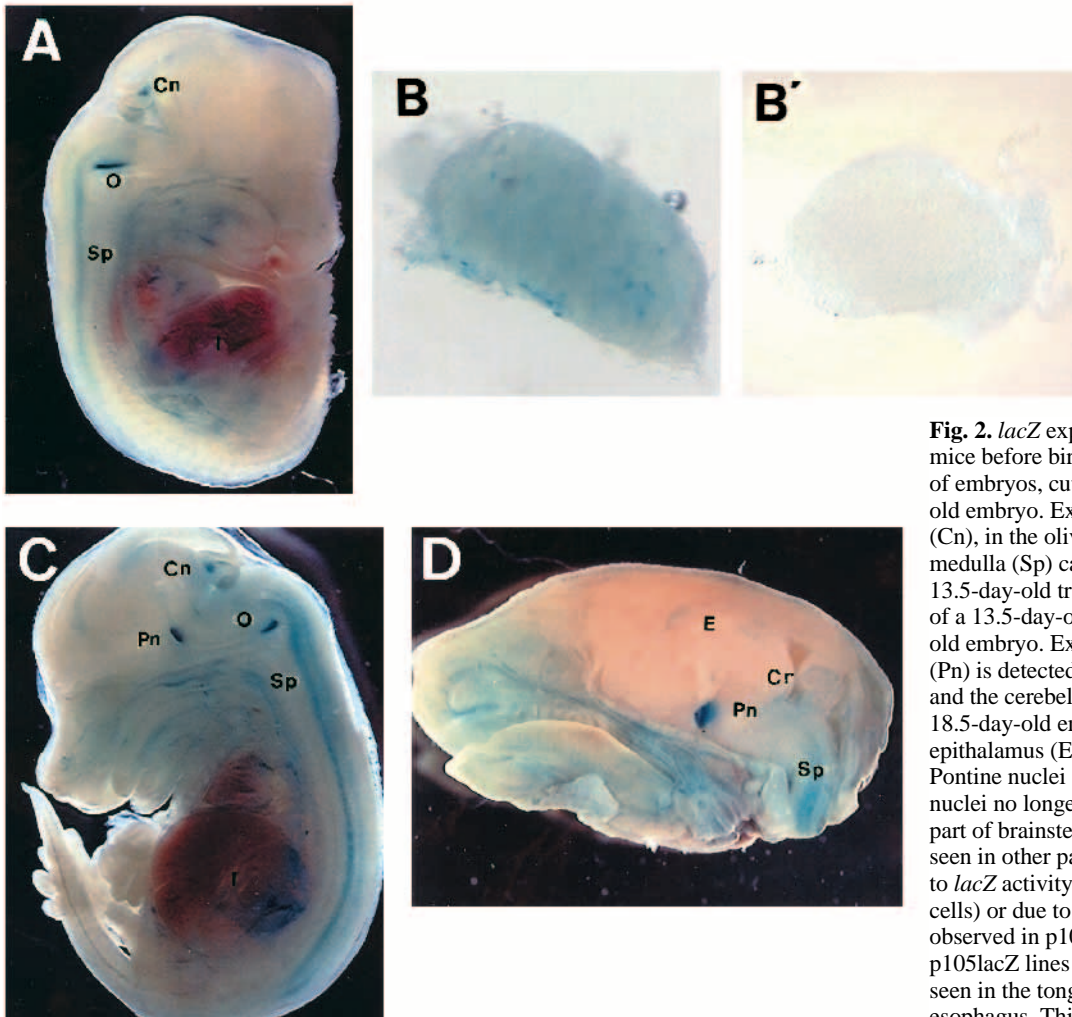 A
Cn
O
Sp
B
B′
C
Cn
Pn
O
Sp
r
D
E
Cr
Pn
Sp
Fig. 2. lacZ exp
mice before bir
of embryos, cu
old embryo. Ex
(Cn), in the oliv
medulla (Sp) ca
13.5-day-old tr
of a 13.5-day-o
old embryo. Ex
(Pn) is detected
and the cerebel
18.5-day-old er
epithalamus (E
Pontine nuclei
nuclei no longe
part of brainste
seen in other pa
to lacZ activity
cells) or due to
observed in p10
p105lacZ lines
seen in the tong
esophagus. Thi